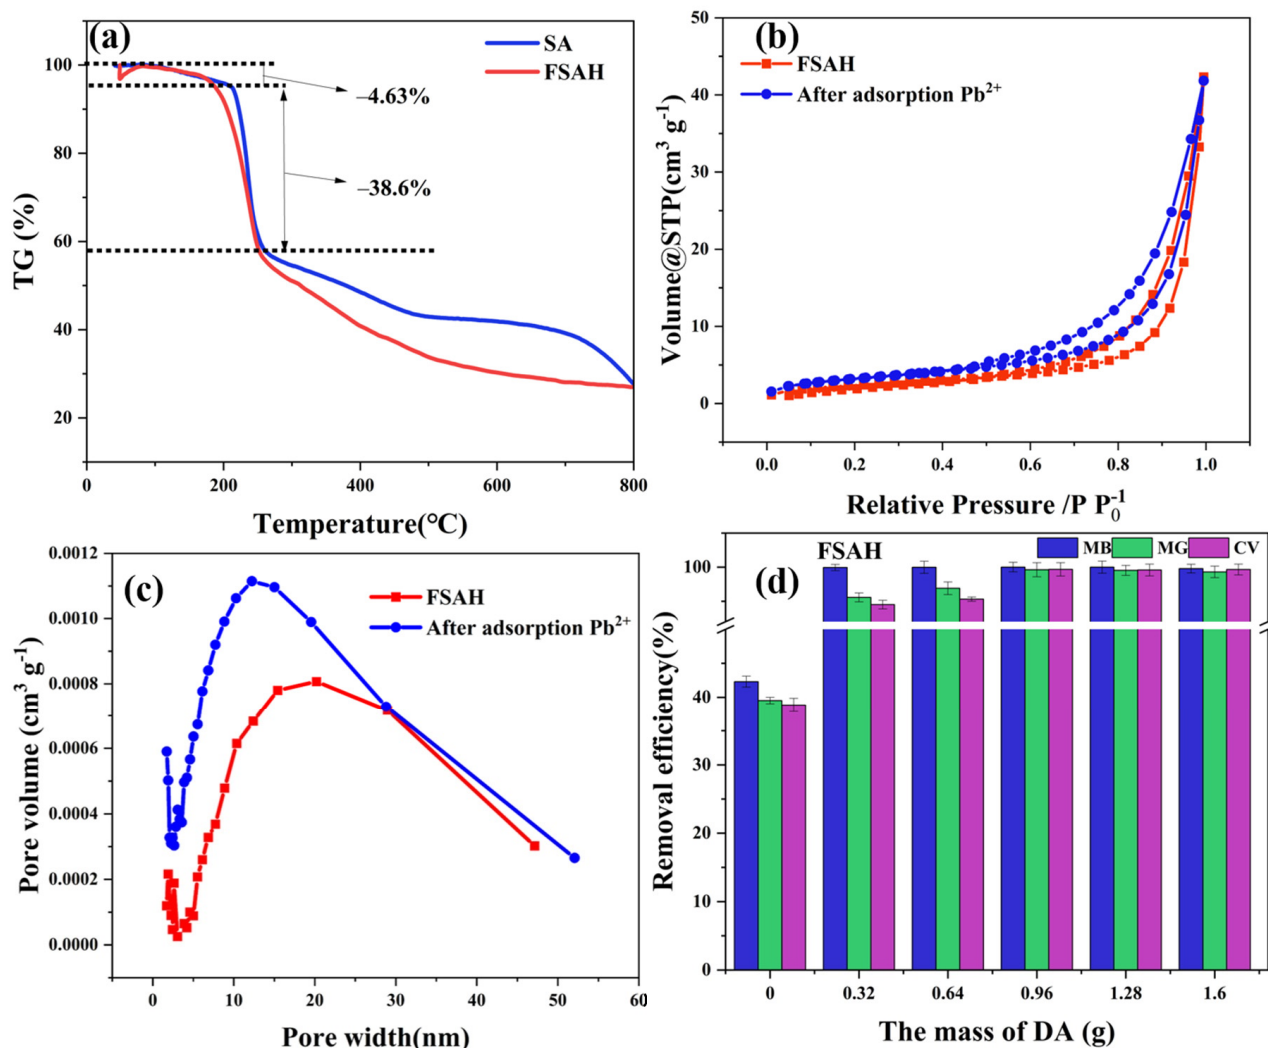 (a)
SA
FSAH
100
80
60
40
20
–4.63%
–38.6%
TG (%)
0
200
400
600
800
Temperature(°C)
(b)
FSAH
After adsorption Pb²⁺
50
40
30
20
10
0
Volume@STP(cm³ g⁻¹)
0.0
0.2
0.4
0.6
0.8
1.0
Relative Pressure /P P₀⁻¹
(c)
FSAH
After adsorption Pb²⁺
0.0012
0.0010
0.0008
0.0006
0.0004
0.0002
0.0000
Pore volume (cm³ g⁻¹)
0
10
20
30
40
50
60
Pore width(nm)
(d)
FSAH
MB
MG
CV
100
40
30
20
10
0
Removal efficiency(%)
0
0.32
0.64
0.96
1.28
1.6
The mass of DA (g)